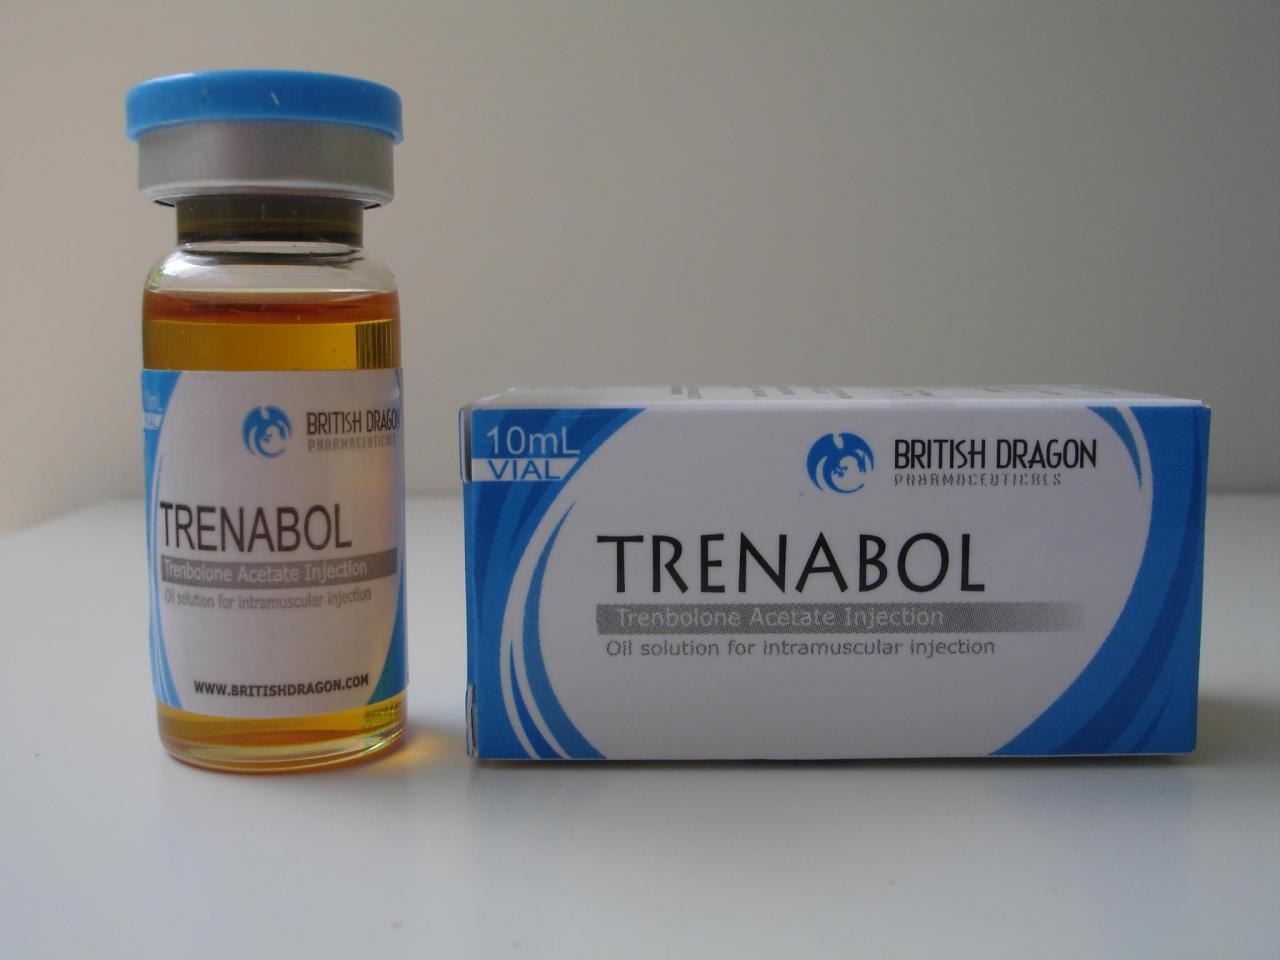 BRITISH DRAGON
PHARMACEUTICALS
TRENABOL
Trenbolone Acetate Injection
Oil solution for intramuscular injection
WWW.BRITISHDRAGON.COM
10mL
VIAL
BRITISH DRAGON
PHARMACEUTICALS
TRENABOL
Trenbolone Acetate Injection
Oil solution for intramuscular injection